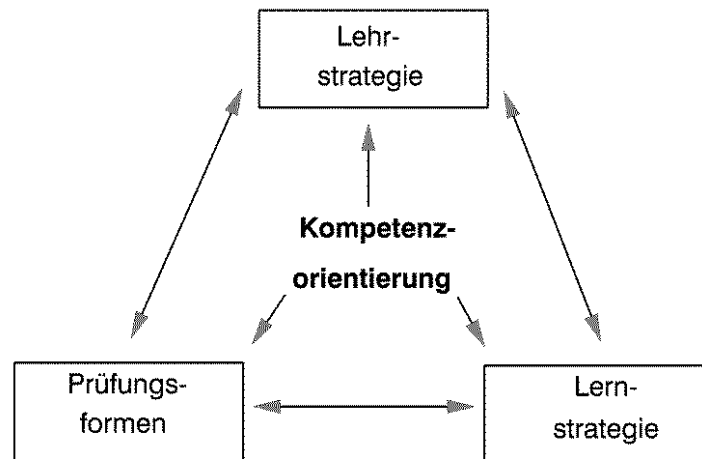 Lehr-
strategie
Kompetenz-
orientierung
Prüfungs-
formen
Lern-
strategie